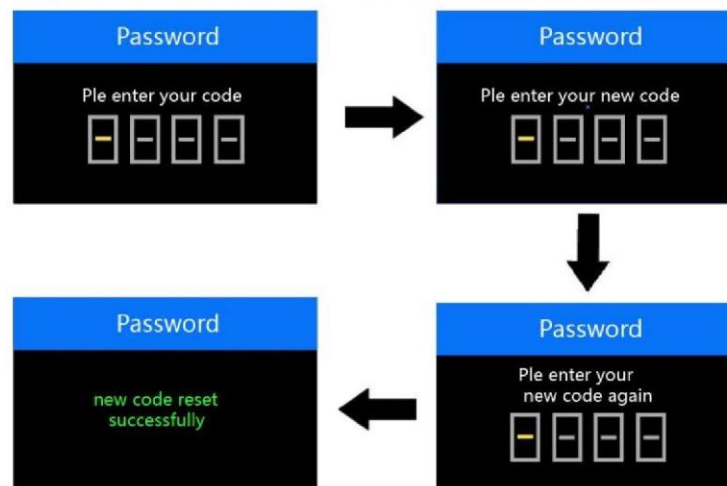 Password
Ple enter your code
Password
Ple enter your new code
Password
Ple enter your
new code again
Password
new code reset
successfully